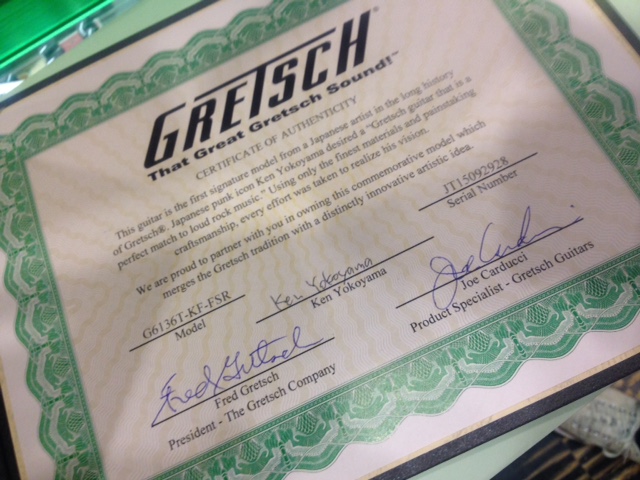 GRETSCH®
That Great Gretsch Sound!™
CERTIFICATE OF AUTHENTICITY
This guitar is the first signature model from a Japanese artist in the long history
of Gretsch®. Japanese punk icon Ken Yokoyama desired a "Gretsch guitar that is a
perfect match to loud rock music." Using only the finest materials and painstaking
craftsmanship, every effort was taken to realize his vision.
We are proud to partner with you in owning this commemorative model which
merges the Gretsch tradition with a distinctly innovative artistic idea.
JT15092928
Serial Number
G6136T-KF-FSR
Model
Ken Yokoyama
Ken Yokoyama
Joe Carducci
Joe Carducci
Product Specialist - Gretsch Guitars
Fred Gretsch
Fred Gretsch
President - The Gretsch Company